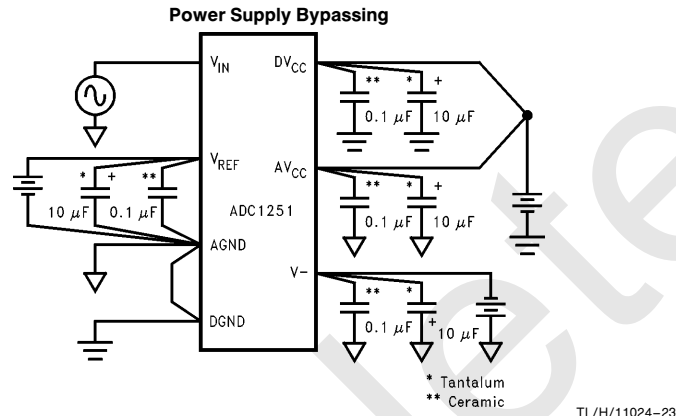 Power Supply Bypassing
V_IN
DV_CC
** * +
0.1 μF 10 μF
V_REF
* + **
10 μF 0.1 μF
AV_CC
** * +
0.1 μF 10 μF
ADC1251
AGND
V-
** *
0.1 μF + 10 μF
DGND
* Tantalum
** Ceramic
TL/H/11024–23
lete